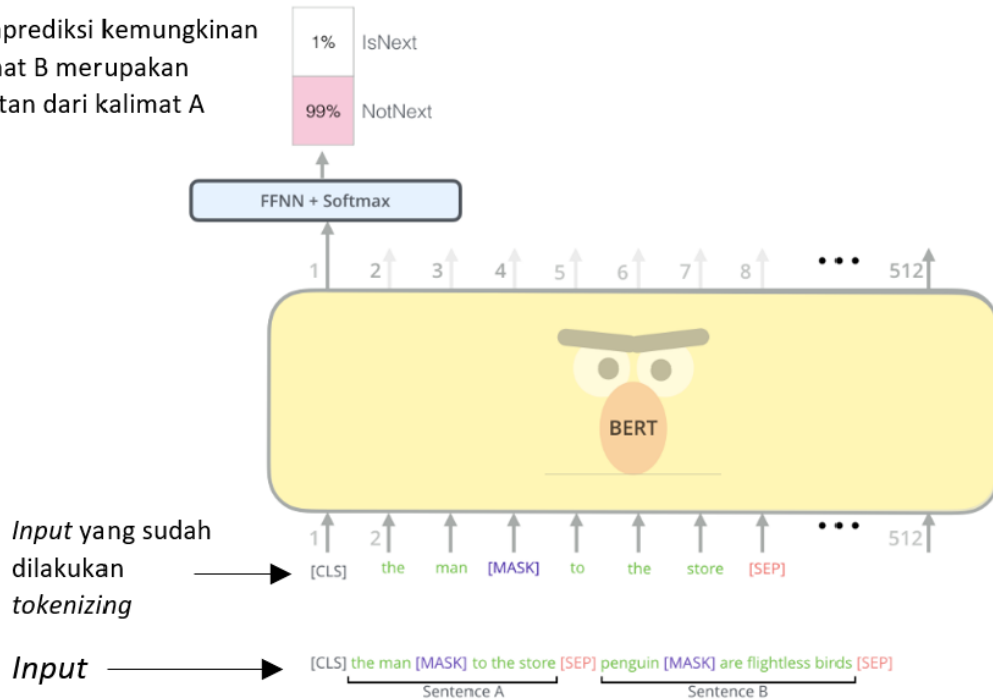 prediksi kemungkinan
mat B merupakan
tan dari kalimat A
1% IsNext
99% NotNext
FFNN + Softmax
1 2 3 4 5 6 7 8 ••• 512
BERT
1 2 ••• 512
Input yang sudah
dilakukan
tokenizing
[CLS] the man [MASK] to the store [SEP]
Input
[CLS] the man [MASK] to the store [SEP] penguin [MASK] are flightless birds [SEP]
Sentence A Sentence B